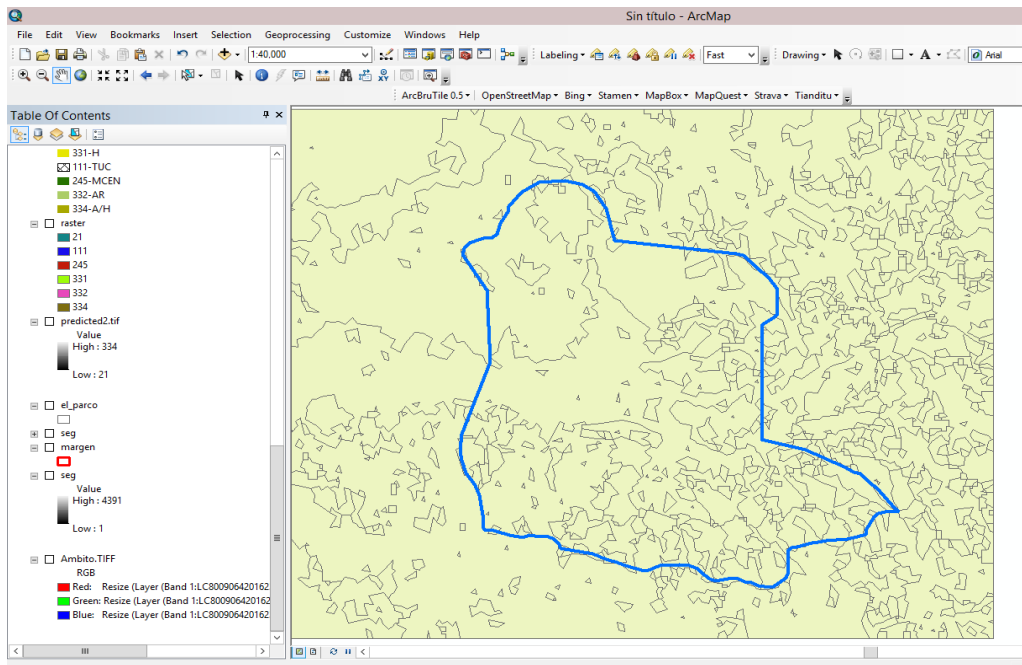 Sin título - ArcMap
File Edit View Bookmarks Insert Selection Geoprocessing Customize Windows Help
1:40,000 Labeling Fast Drawing A Arial
ArcBruTile 0.5 OpenStreetMap Bing Stamen MapBox MapQuest Strava Tianditu
Table Of Contents
331-H
111-TUC
245-MCEN
332-AR
334-A/H
raster
21
111
245
331
332
334
predicted2.tif
Value
High : 334
Low : 21
el_parco
seg
margen
seg
Value
High : 4391
Low : 1
Ambito.TIFF
RGB
Red: Resize (Layer (Band 1:LC800906420162
Green: Resize (Layer (Band 1:LC800906420162
Blue: Resize (Layer (Band 1:LC800906420162